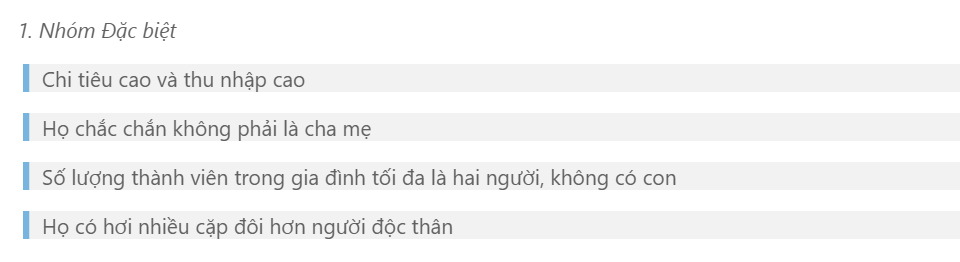 1. Nhóm Đặc biệt
Chi tiêu cao và thu nhập cao
Họ chắc chắn không phải là cha mẹ
Số lượng thành viên trong gia đình tối đa là hai người, không có con
Họ có hơi nhiều cặp đôi hơn người độc thân